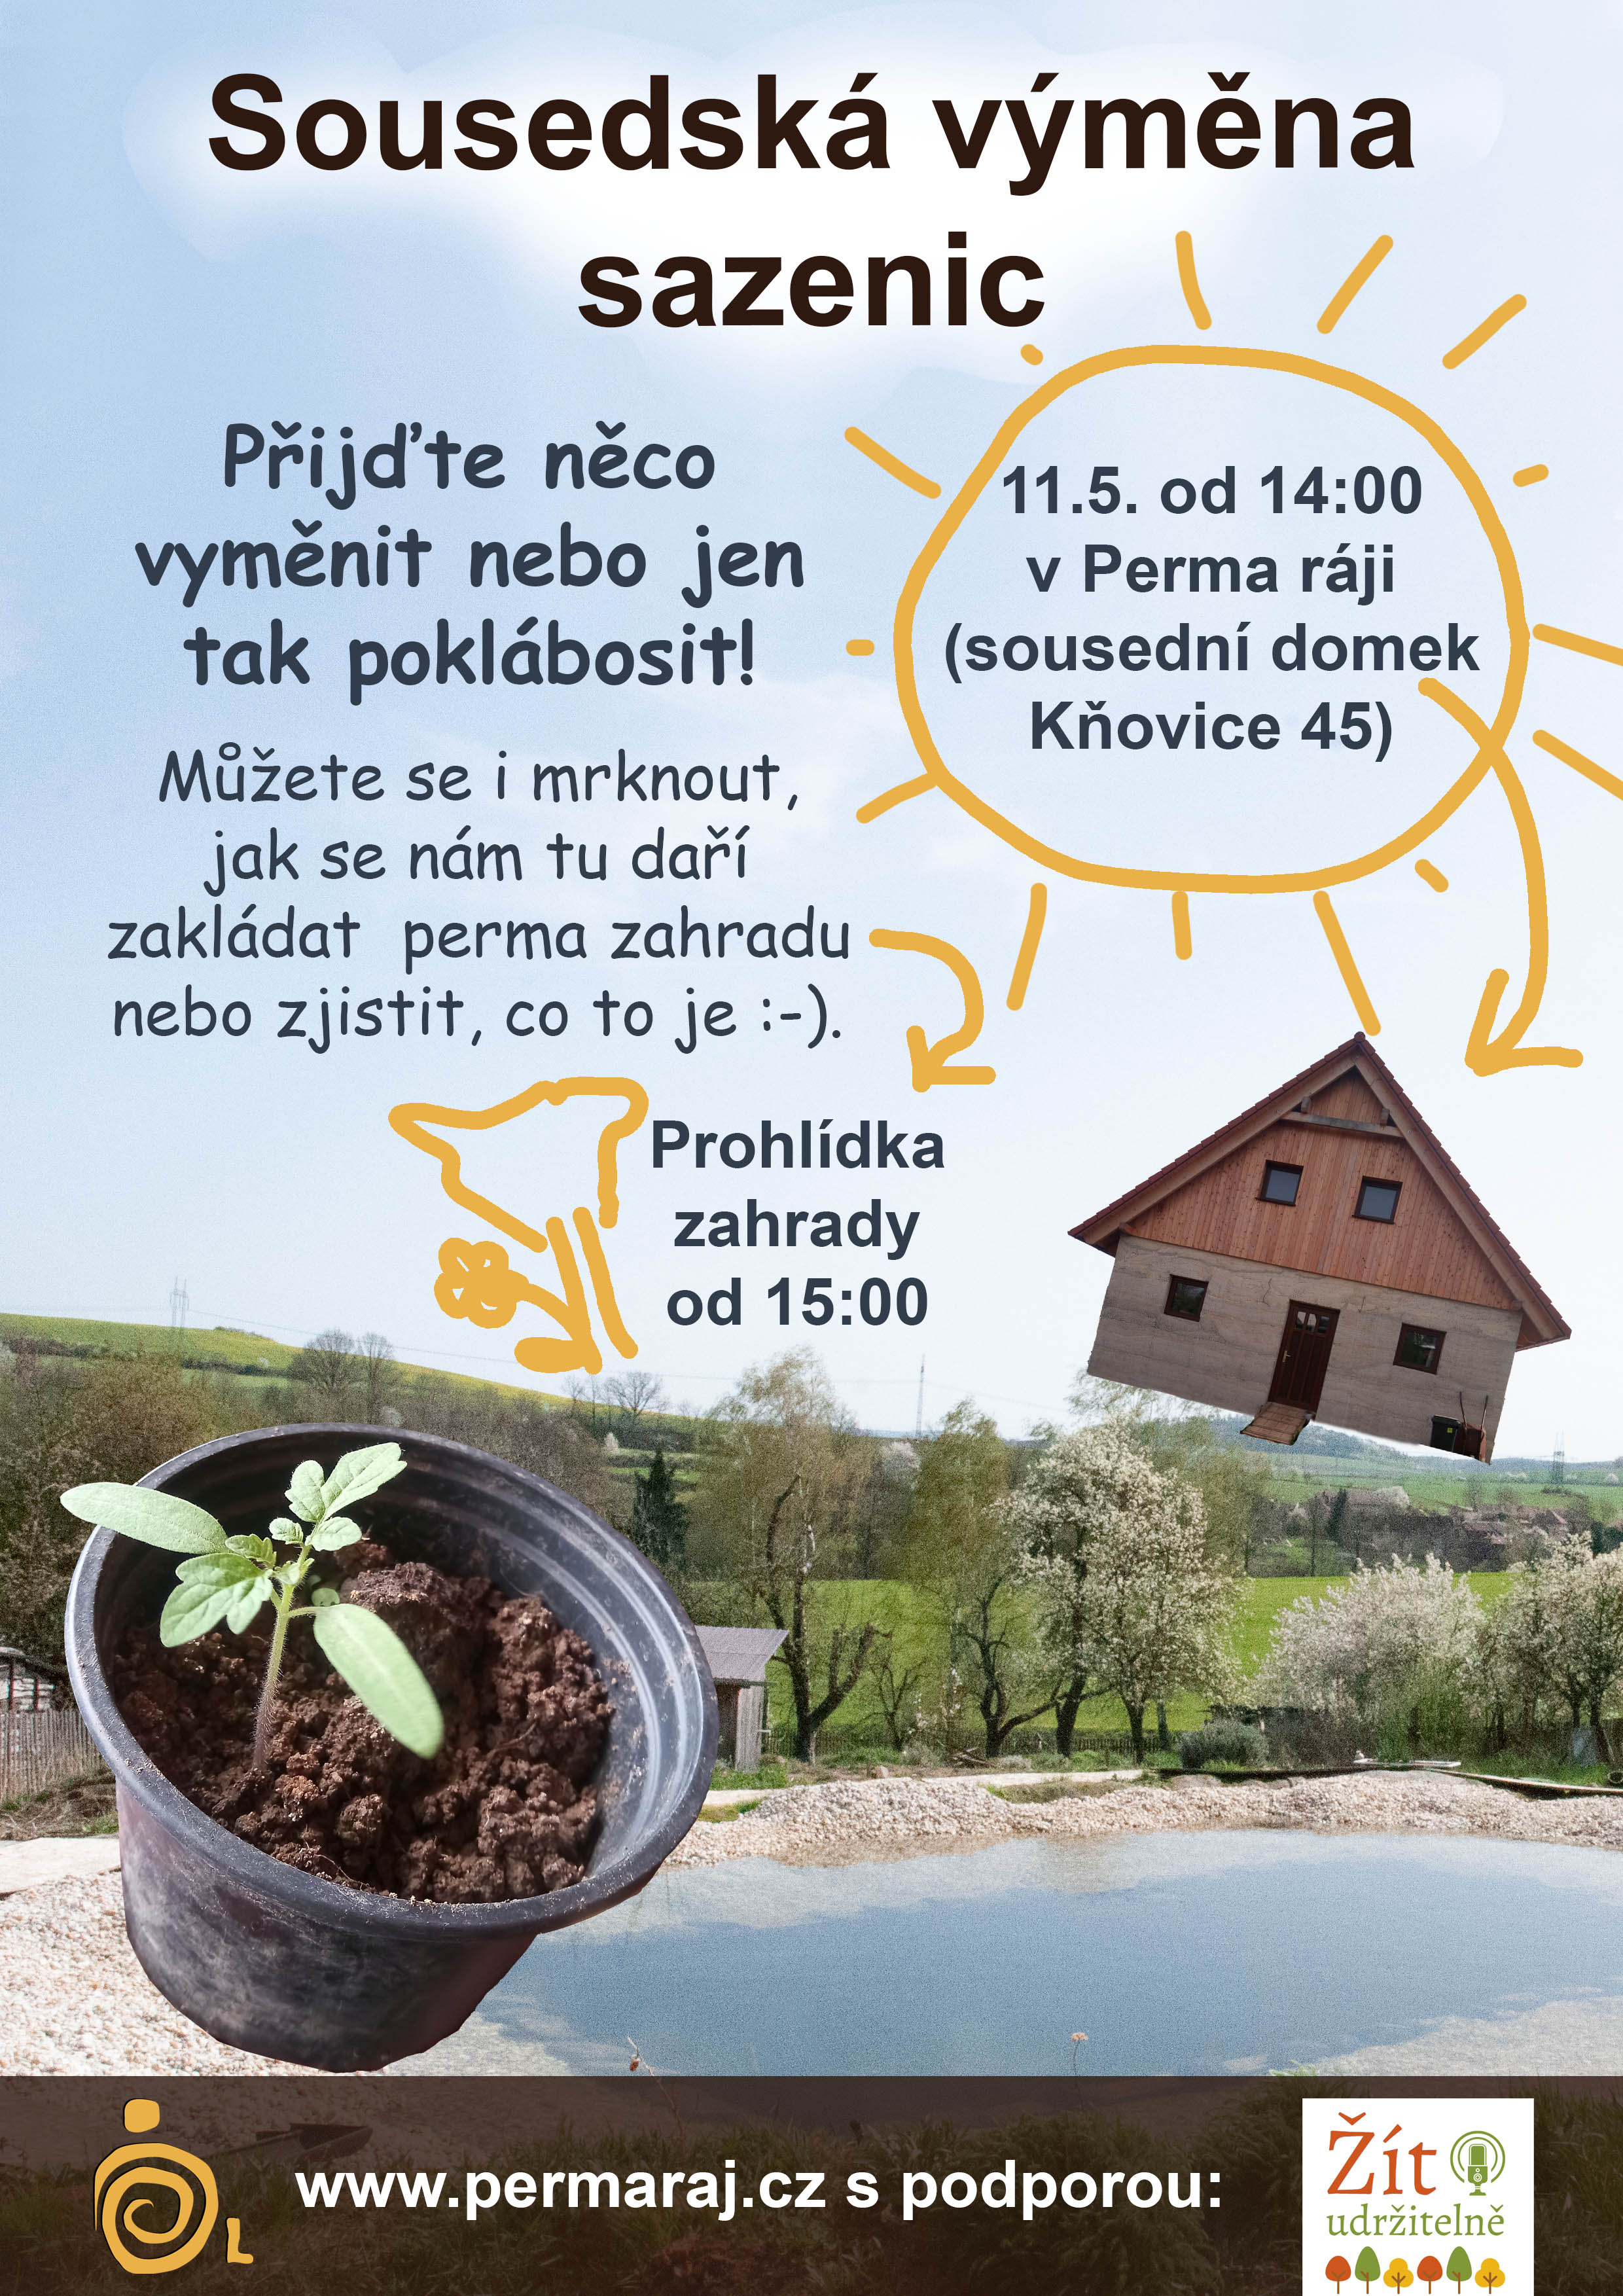 Sousedská výměna
sazenic
Přijďte něco
vyměnit nebo jen
tak poklábosit!
11.5. od 14:00
v Perma ráji
(sousední domek
Kňovice 45)
Můžete se i mrknout,
jak se nám tu daří
zakládat perma zahradu
nebo zjistit, co to je :-).
Prohlídka
zahrady
od 15:00
www.permaraj.cz s podporou:
Žít
udržitelně